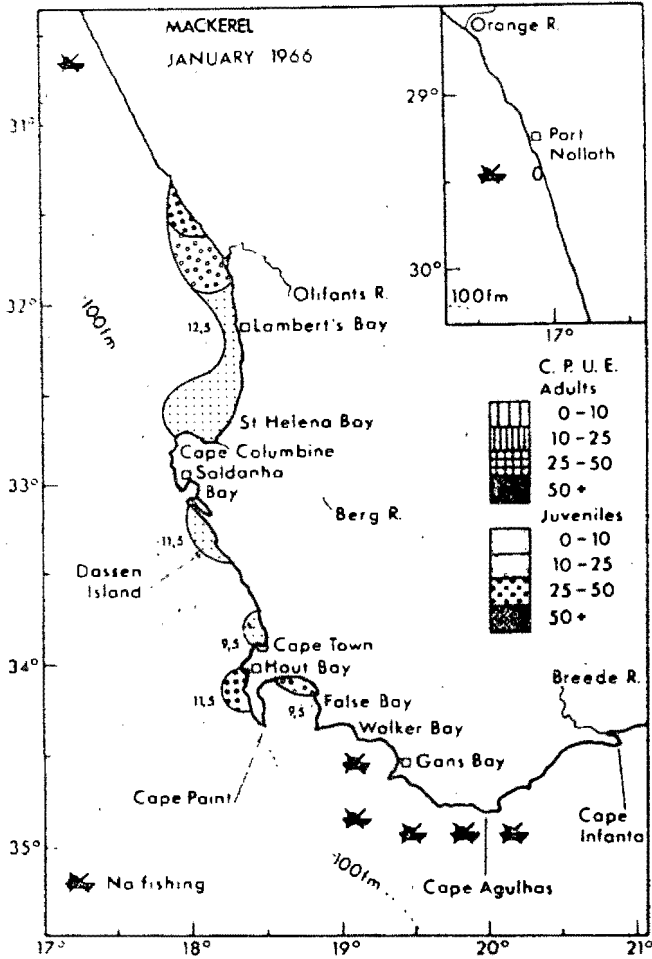 MACKEREL
JANUARY 1966
Orange R.
29°
Port
Nolloth
0
30°
100fm
17°
31°
Olifants R.
32°
100fm
12,5
Lambert's Bay
C. P. U. E.
Adults
0-10
10-25
25-50
50+
Juveniles
0-10
10-25
25-50
50+
St Helena Bay
Cape Columbine
Saldanha
Bay
33°
Berg R.
11,5
Dassen
Island
9,5
Cape Town
34°
Hout Bay
11,5
9,5
False Bay
Walker Bay
Breede R.
Gans Bay
Cape Point
Cape
Infanta
35°
No fishing
100fm
Cape Agulhas
17°
18°
19°
20°
21°